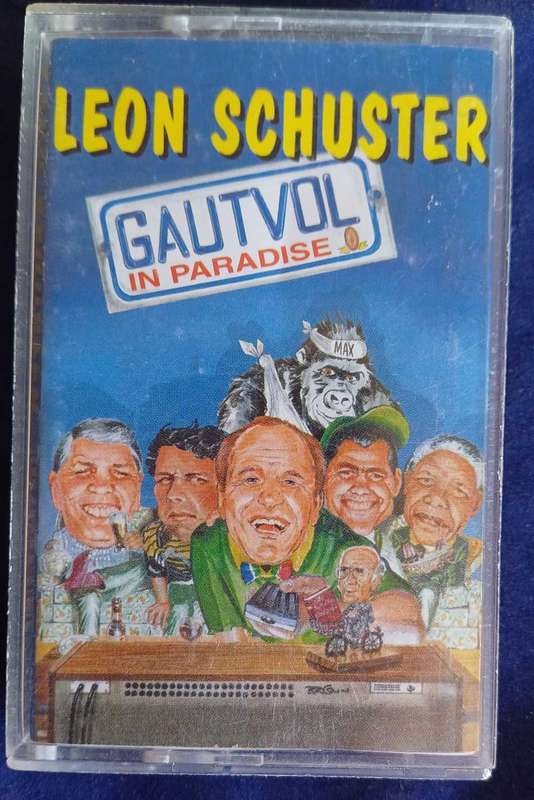 LEON SCHUSTER
GAUTVOL
IN PARADISE
MAX